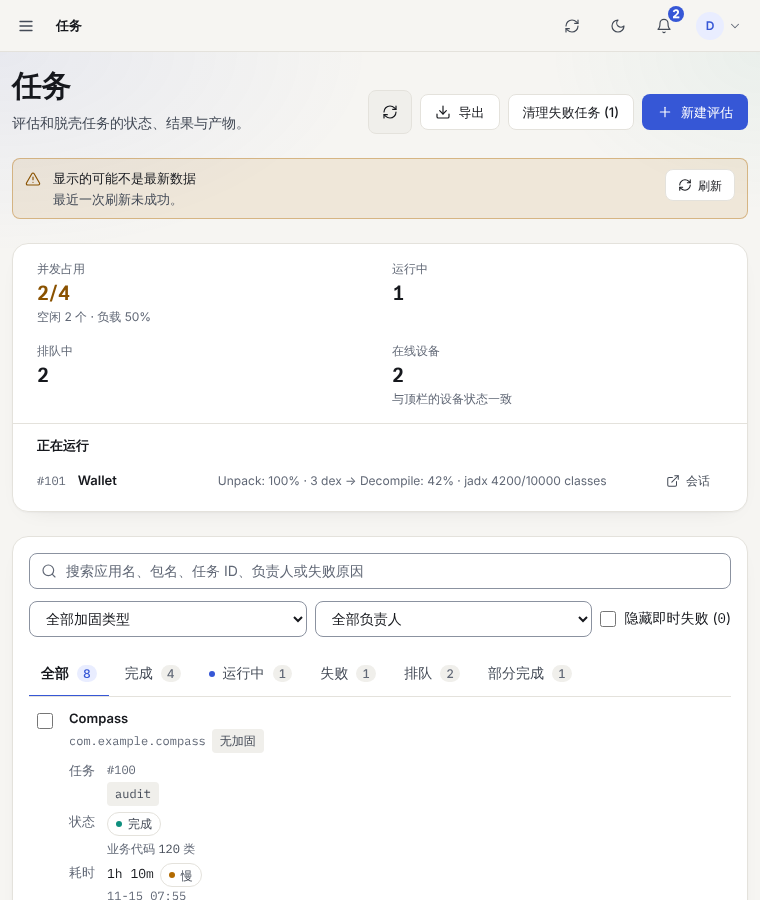 任务
2
D
任务
评估和脱壳任务的状态、结果与产物。
导出
清理失败任务 (1)
新建评估
显示的可能不是最新数据
最近一次刷新未成功。
刷新
并发占用
2/4
空闲 2 个 · 负载 50%
运行中
1
排队中
2
在线设备
2
与顶栏的设备状态一致
正在运行
#101 Wallet Unpack: 100% · 3 dex → Decompile: 42% · jadx 4200/10000 classes 会话
搜索应用名、包名、任务 ID、负责人或失败原因
全部加固类型 全部负责人 隐藏即时失败 (0)
全部 8 完成 4 运行中 1 失败 1 排队 2 部分完成 1
Compass
com.example.compass 无加固
任务 #100
audit
状态 完成
业务代码 120 类
耗时 1h 10m 慢
11-15 07:55